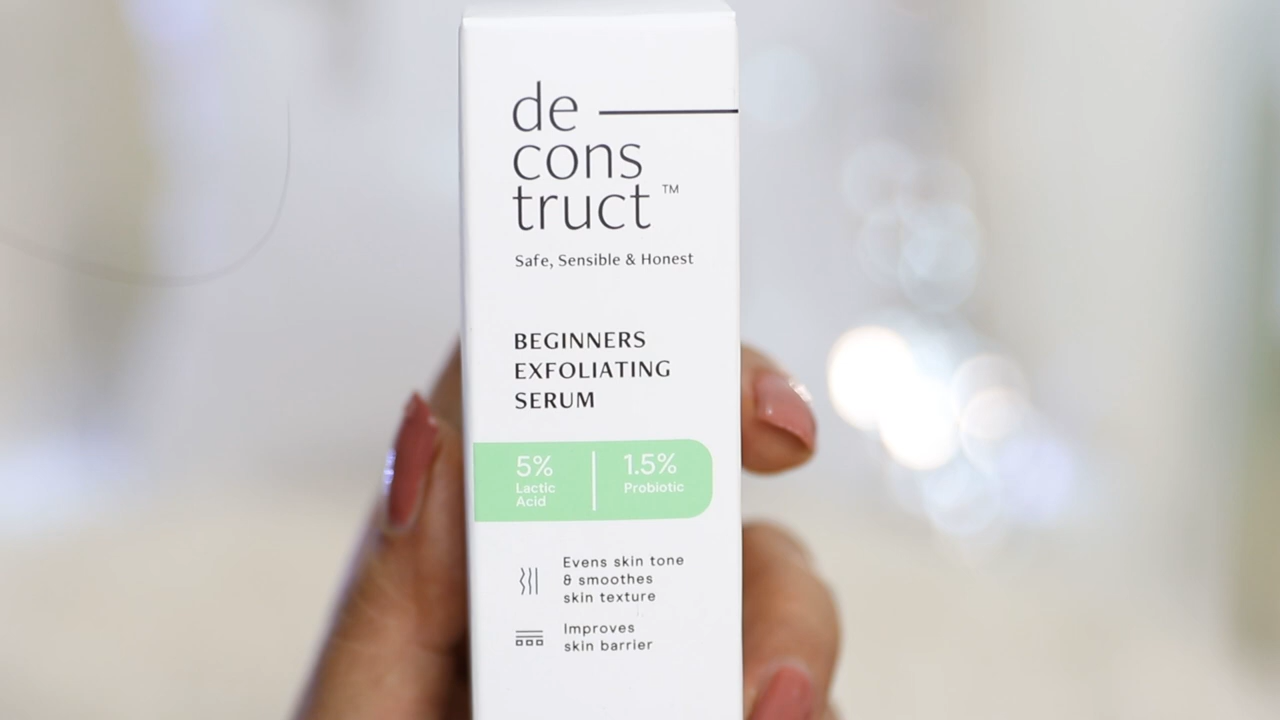 de
cons
truct™
Safe, Sensible & Honest
BEGINNERS
EXFOLIATING
SERUM
5%
Lactic
Acid
1.5%
Probiotic
Evens skin tone
& smoothes
skin texture
Improves
skin barrier